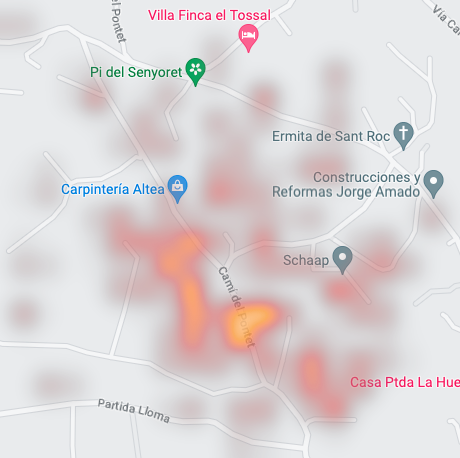 Villa Finca el Tossal
del Pontet
Via Ca
Pi del Senyoret
Ermita de Sant Roc
Carpintería Altea
Construcciones y
Reformas Jorge Amado
Schaap
Camí del Pontet
Casa Ptda La Hue
Partida Lloma